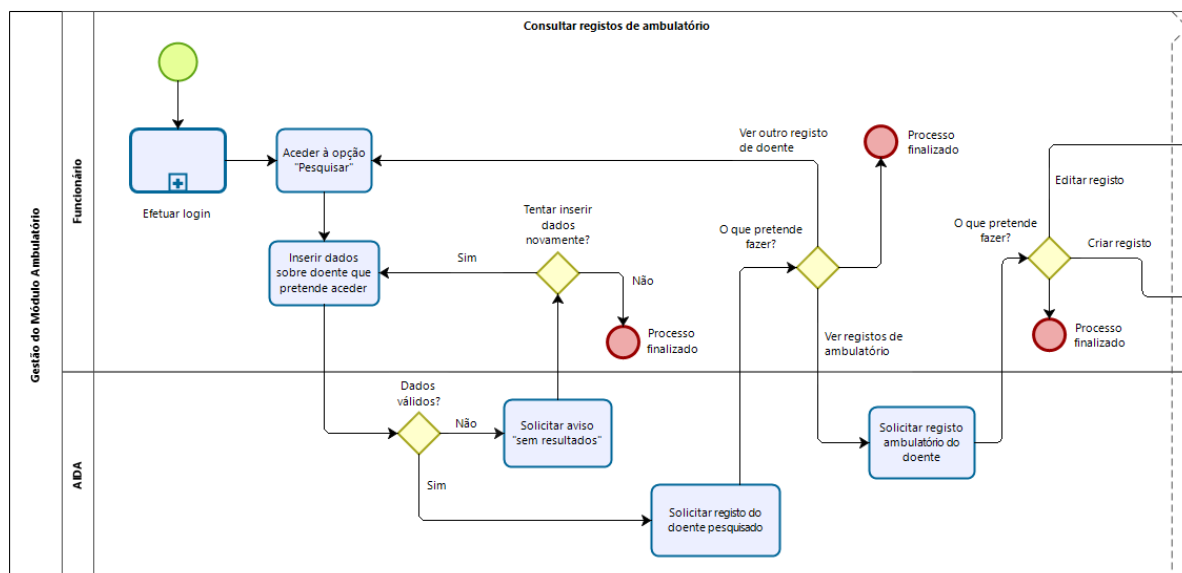 Consultar registos de ambulatório
Gestão do Módulo Ambulatório
Funcionário
Efetuar login
Aceder à opção
"Pesquisar"
Inserir dados
sobre doente que
pretende aceder
Sim
Tentar inserir
dados
novamente?
Não
Processo
finalizado
Ver outro registo
de doente
O que pretende
fazer?
Processo
finalizado
Ver registos de
ambulatório
O que pretende
fazer?
Editar registo
Criar registo
Processo
finalizado
AIDA
Dados
válidos?
Não
Sim
Solicitar aviso
"sem resultados"
Solicitar registo do
doente pesquisado
Solicitar registo
ambulatório do
doente